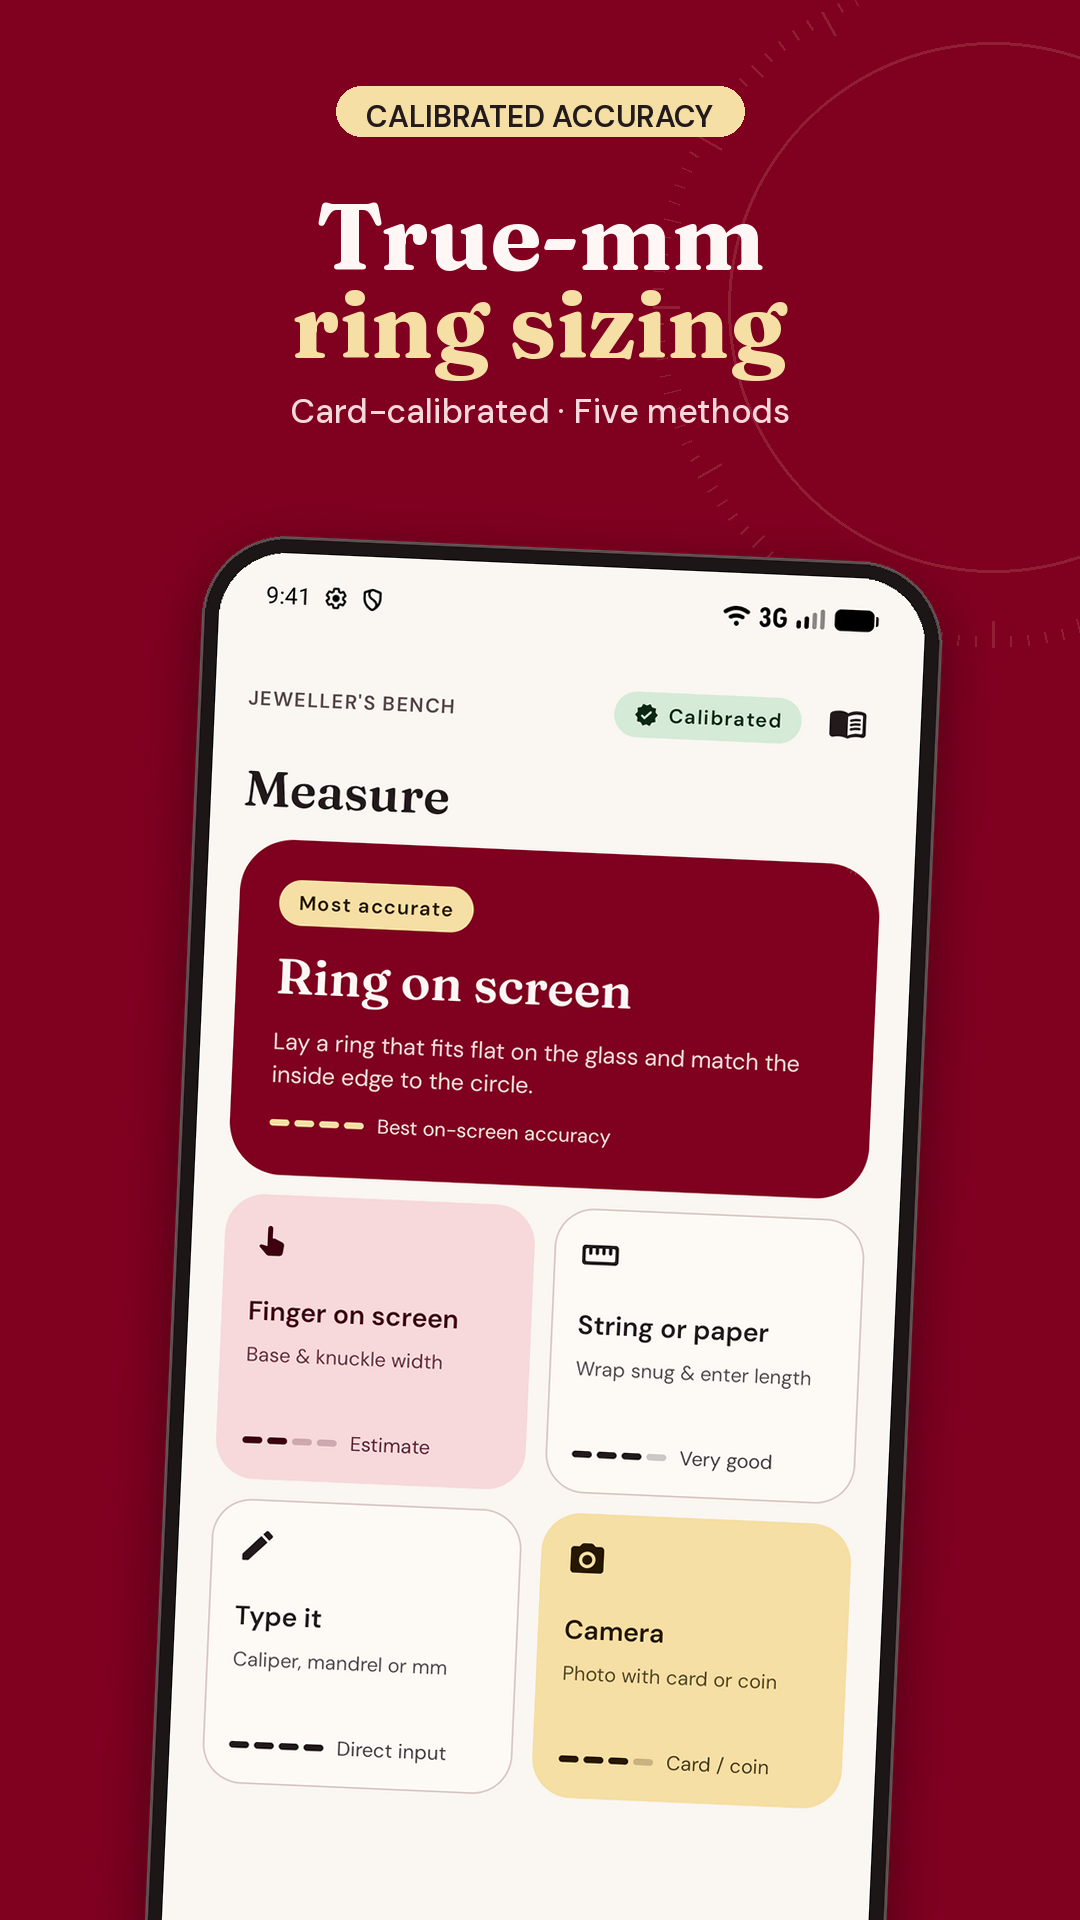 CALIBRATED ACCURACY
True-mm
ring sizing
Card-calibrated · Five methods
9:41
3G
JEWELLER'S BENCH
Calibrated
Measure
Most accurate
Ring on screen
Lay a ring that fits flat on the glass and match the
inside edge to the circle.
Best on-screen accuracy
Finger on screen
Base & knuckle width
Estimate
String or paper
Wrap snug & enter length
Very good
Type it
Caliper, mandrel or mm
Direct input
Camera
Photo with card or coin
Card / coin